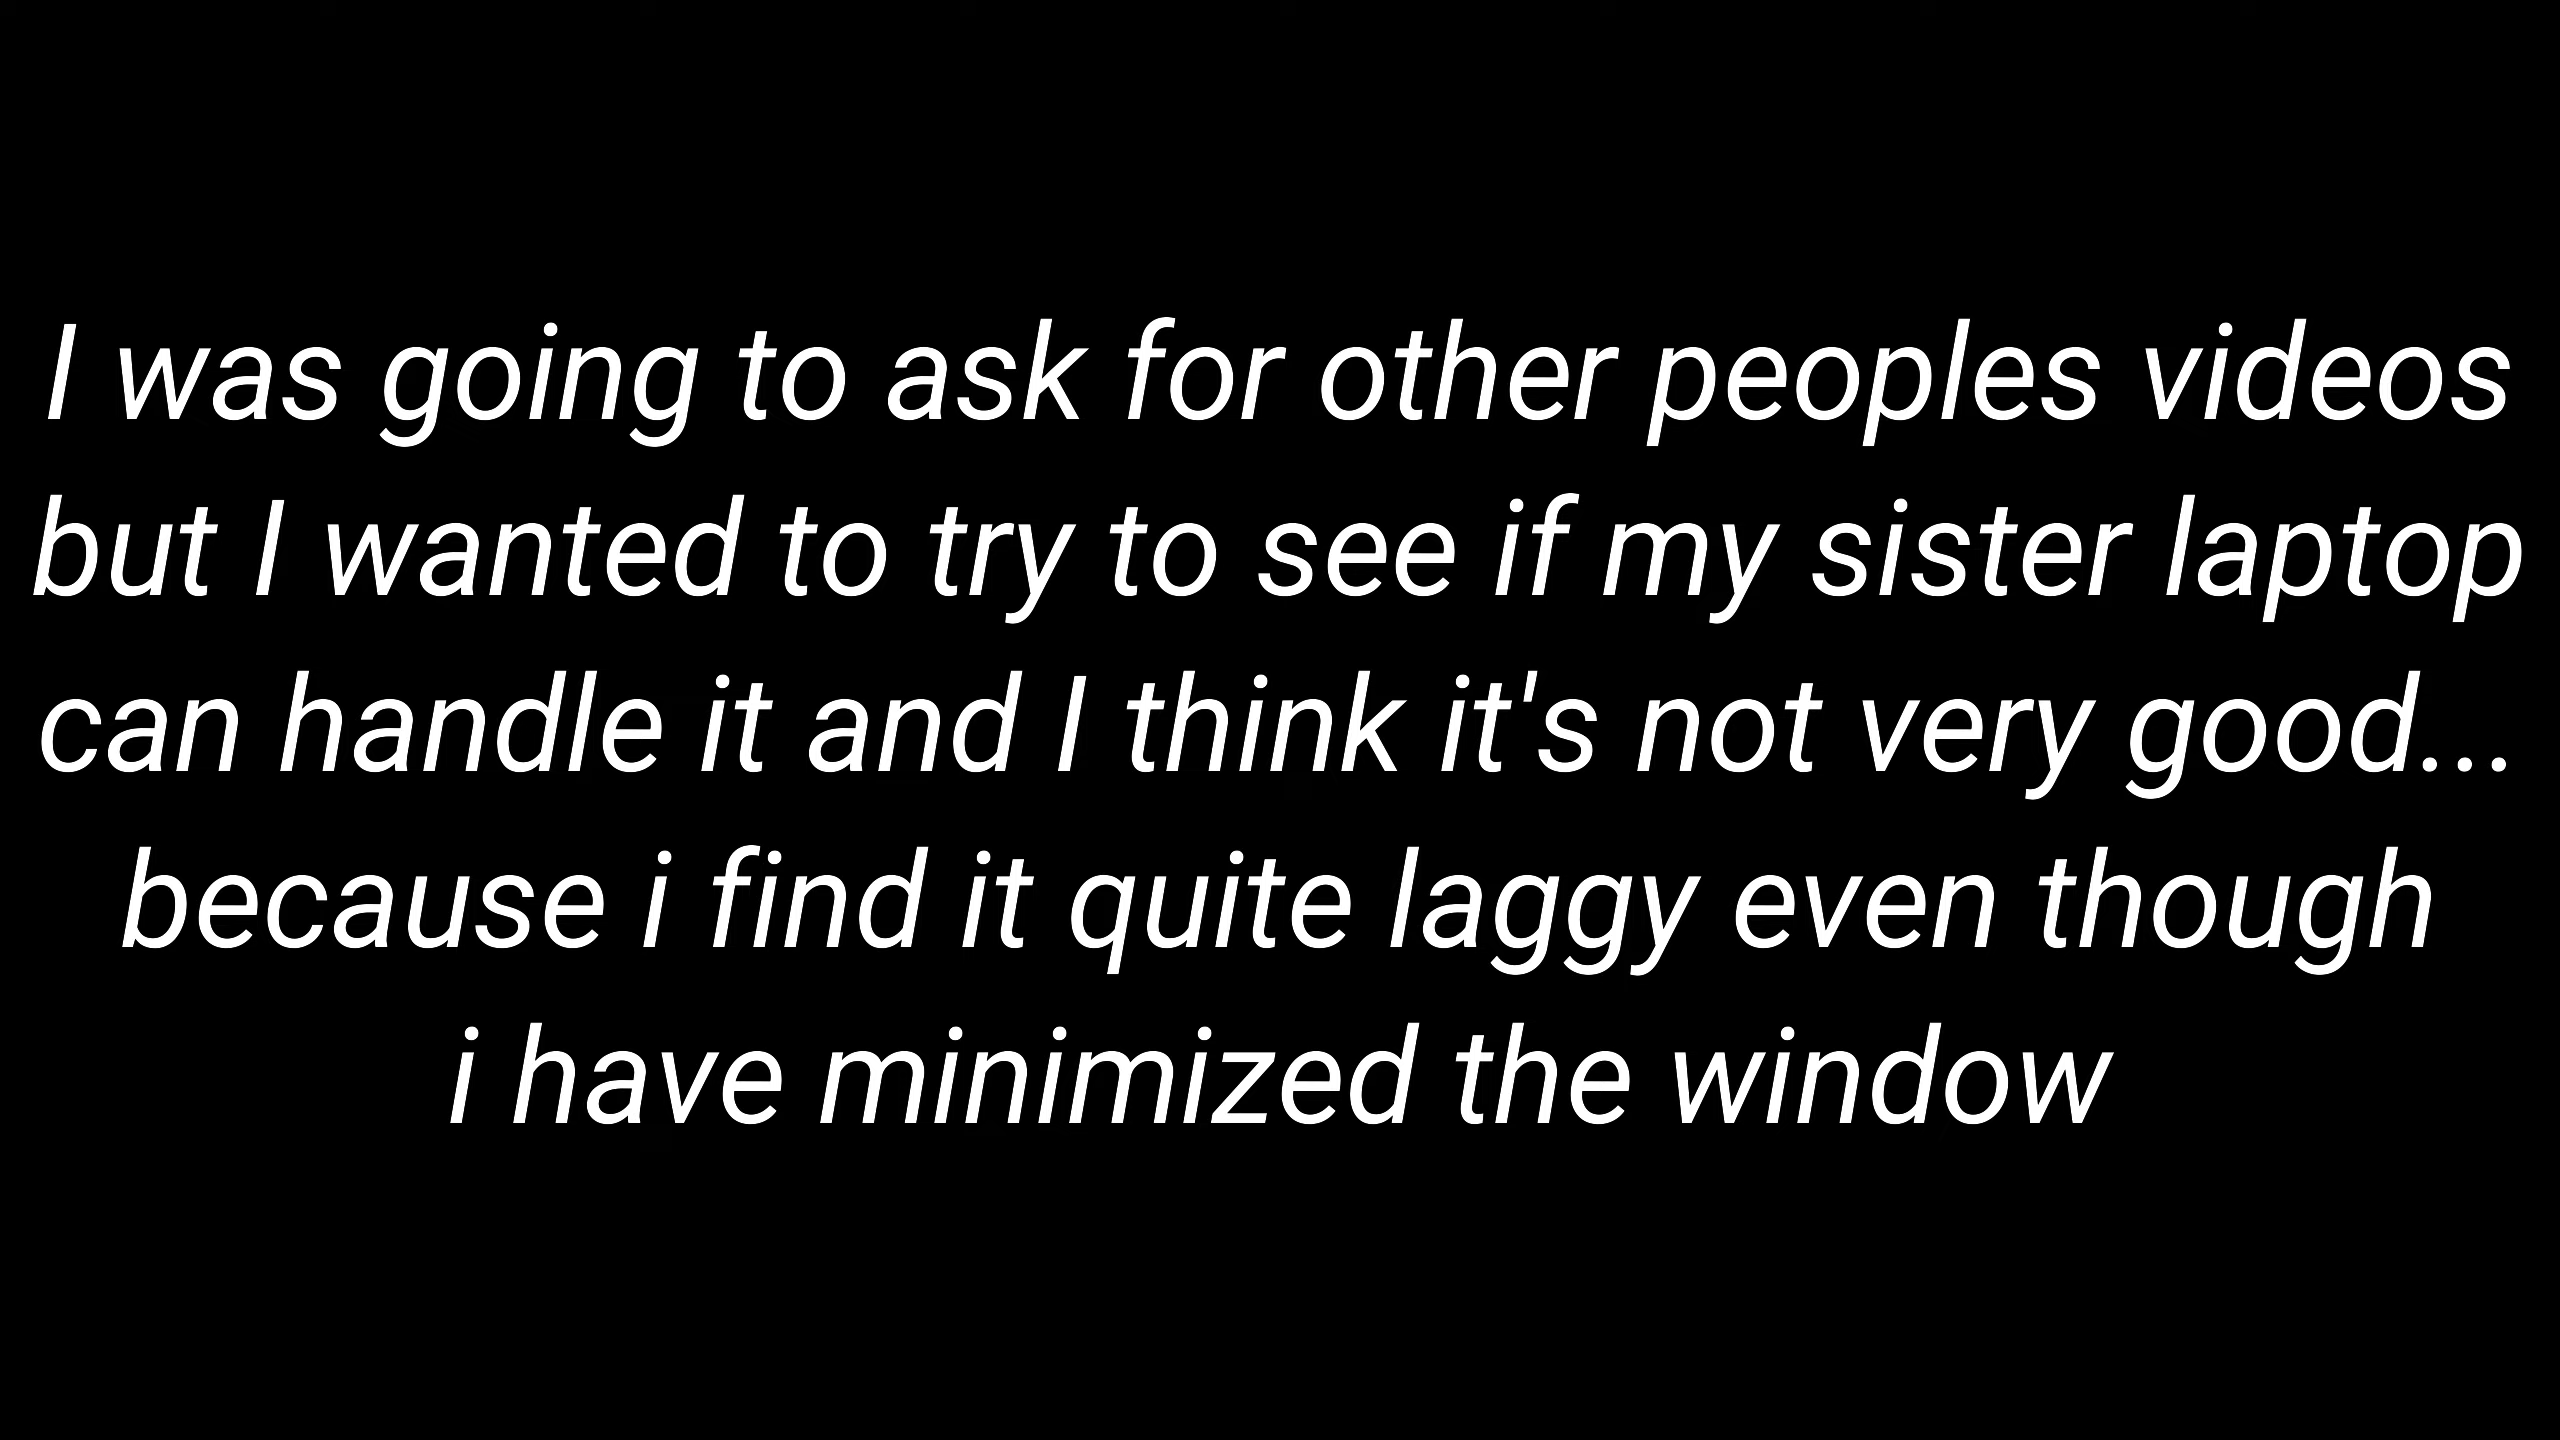 I was going to ask for other peoples videos
but I wanted to try to see if my sister laptop
can handle it and I think it's not very good...
because i find it quite laggy even though
i have minimized the window